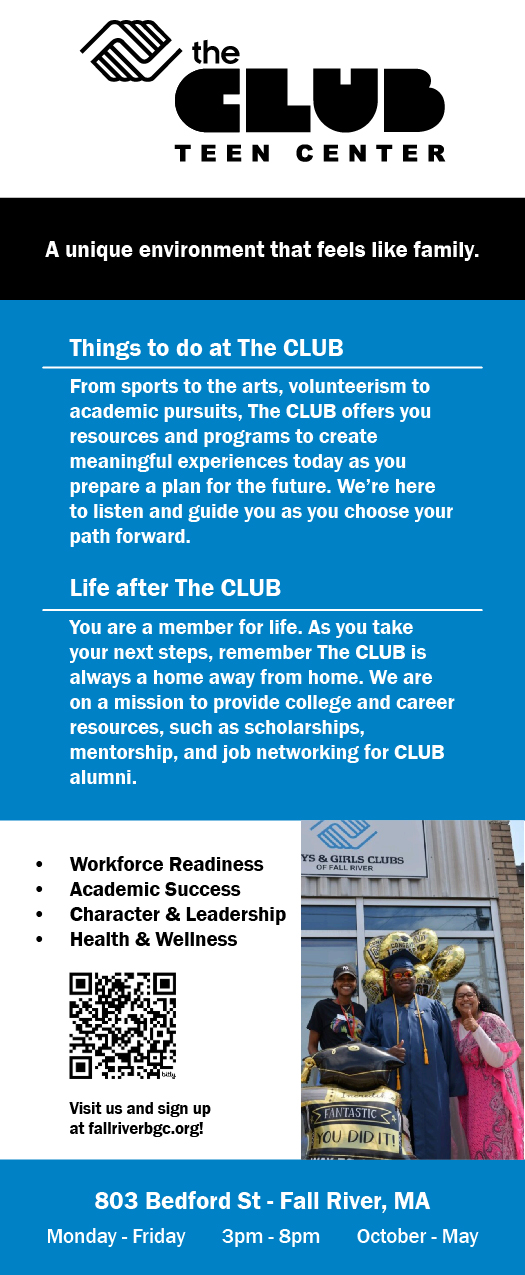 the
CLUB
TEEN CENTER
A unique environment that feels like family.
Things to do at The CLUB
From sports to the arts, volunteerism to
academic pursuits, The CLUB offers you
resources and programs to create
meaningful experiences today as you
prepare a plan for the future. We’re here
to listen and guide you as you choose your
path forward.
Life after The CLUB
You are a member for life. As you take
your next steps, remember The CLUB is
always a home away from home. We are
on a mission to provide college and career
resources, such as scholarships,
mentorship, and job networking for CLUB
alumni.
• Workforce Readiness
• Academic Success
• Character & Leadership
• Health & Wellness
bitly
Visit us and sign up
at fallriverbgc.org!
YS & GIRLS CLUBS
OF FALL RIVER
FANTASTIC
YOU DID IT!
803 Bedford St - Fall River, MA
Monday - Friday 3pm - 8pm October - May